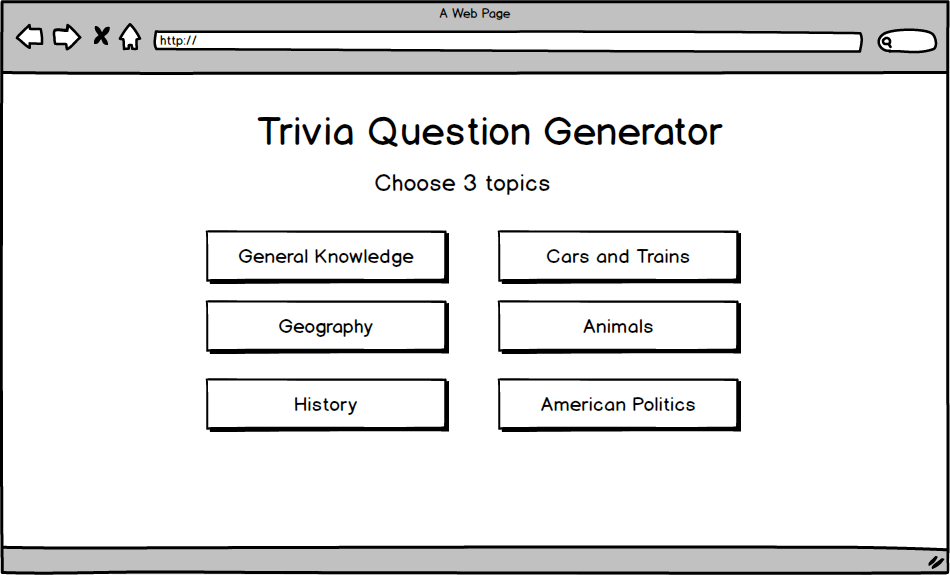 A Web Page
http://
Trivia Question Generator
Choose 3 topics
General Knowledge
Cars and Trains
Geography
Animals
History
American Politics